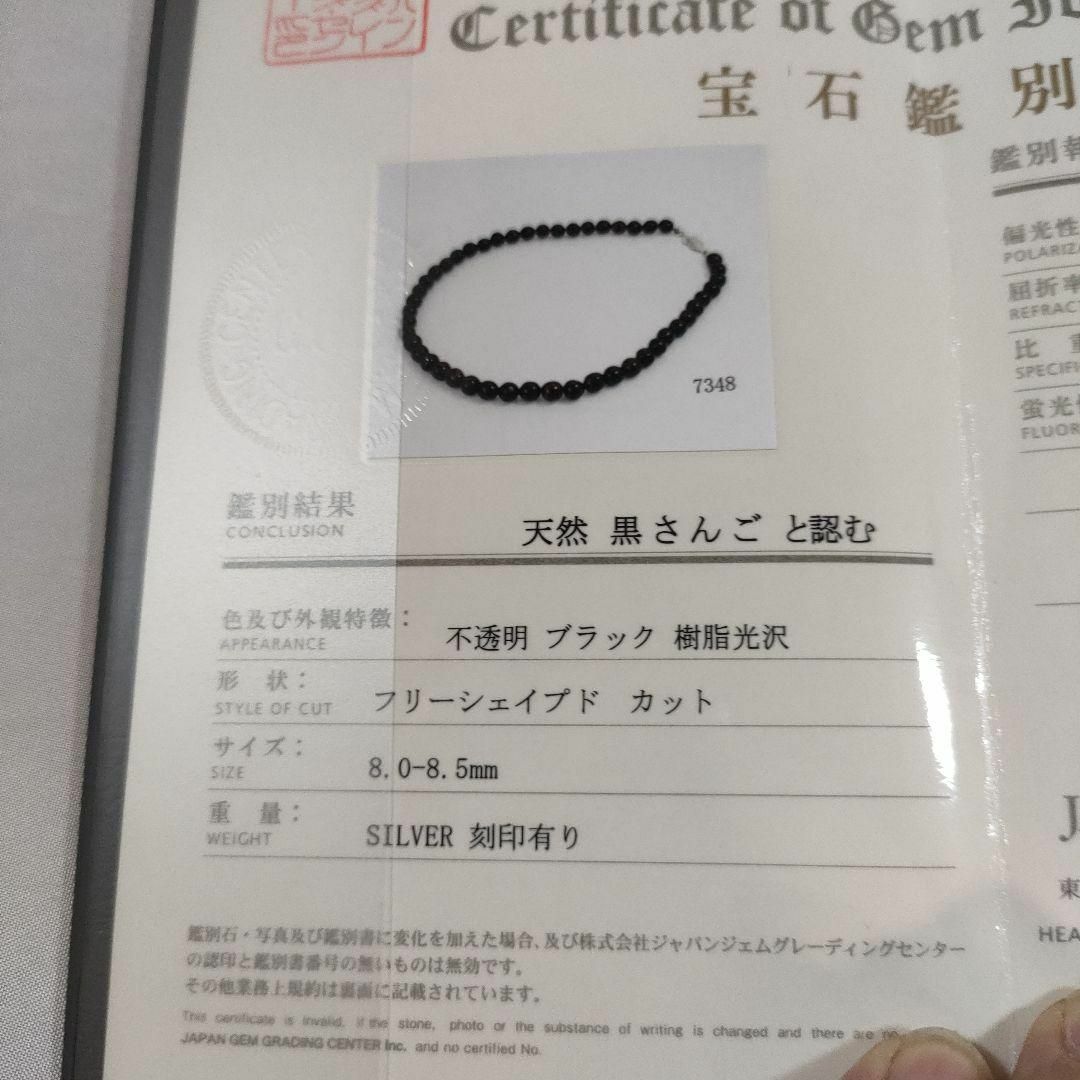 Certificate of Gem
宝石鑑別
7348
鑑別結果
CONCLUSION
天然 黒さんご と認む
色及び外観特徴：
APPEARANCE
不透明 ブラック 樹脂光沢
形 状：
STYLE OF CUT
フリーシェイプド カット
サイズ：
SIZE
8.0-8.5mm
重 量：
WEIGHT
SILVER 刻印有り
鑑別石・写真及び鑑別書に変化を加えた場合、及び株式会社ジャパンジェムグレーディングセンター
の認印と鑑別書番号の無いものは無効です。
その他業務上規約は裏面に記載されています。
This certificate is invalid, if the stone, photo or the substance of writing is changed and there are no
JAPAN GEM GRADING CENTER Inc. and no certified No.
鑑別
偏光性
POLARIZ
屈折率
REFRAC
比 重
SPECIFI
蛍光性
FLUOR
J
東
HEA